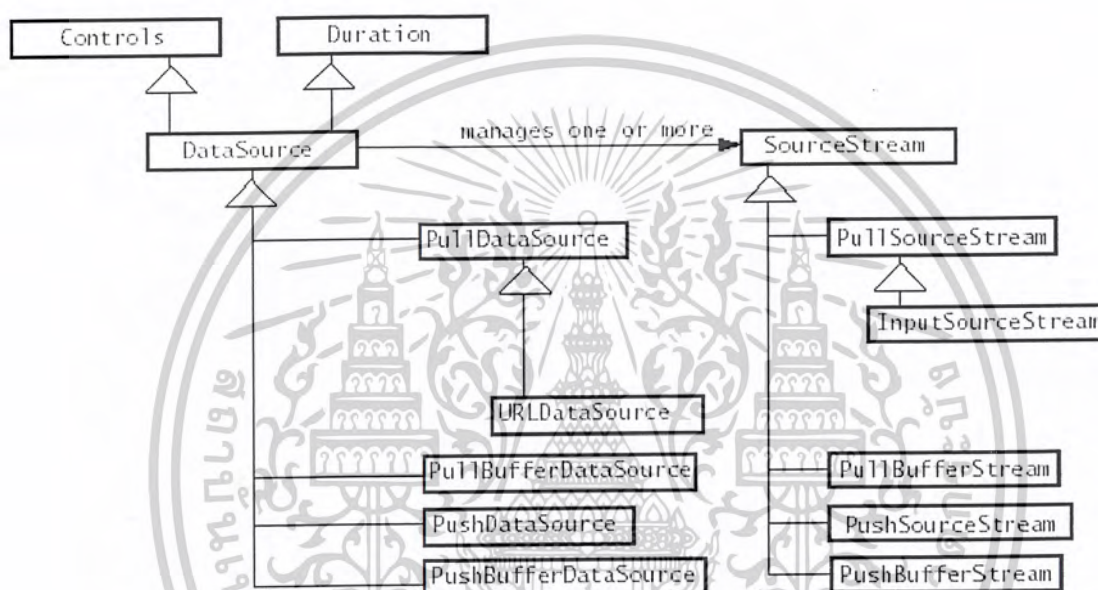 Controls
Duration
DataSource
manages one or more
SourceStream
PullDataSource
PullSourceStream
InputSourceStream
URLDataSource
PullBufferDataSource
PullBufferStream
PushDataSource
PushSourceStream
PushBufferDataSource
PushBufferStream